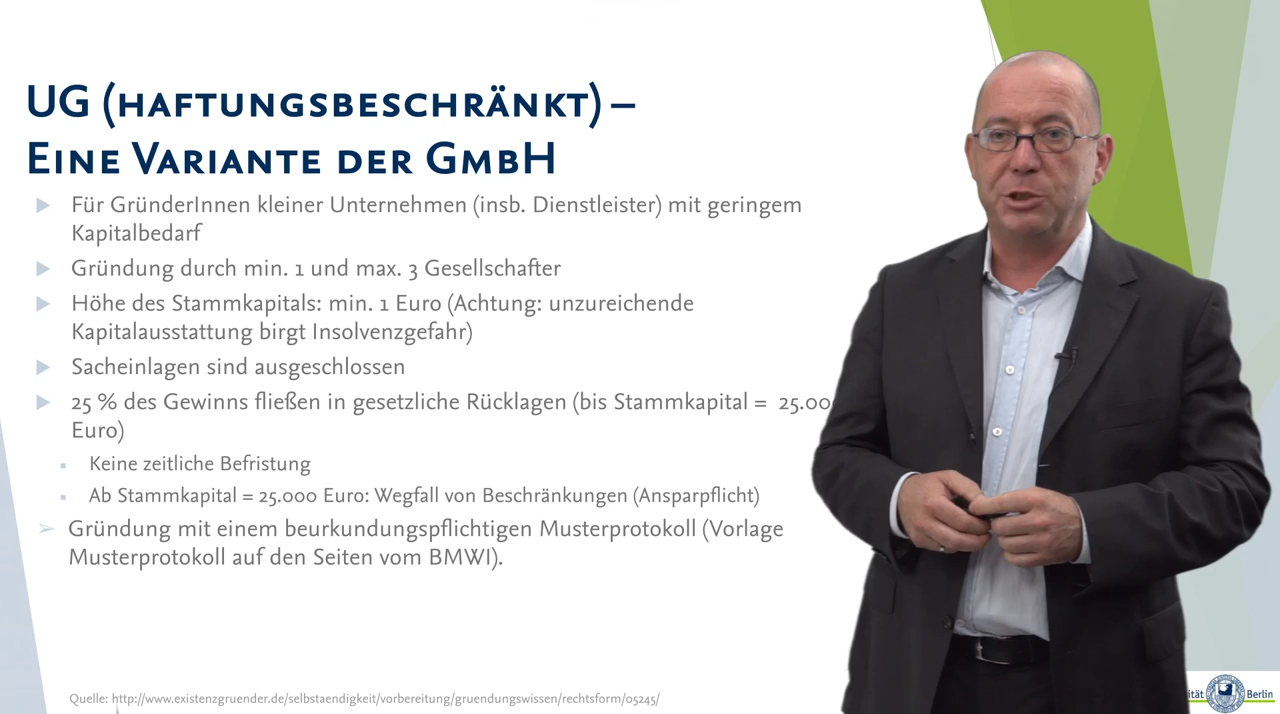 UG (haftungsbeschränkt) –
Eine Variante der GmbH
Für GründerInnen kleiner Unternehmen (insb. Dienstleister) mit geringem
Kapitalbedarf
Gründung durch min. 1 und max. 3 Gesellschafter
Höhe des Stammkapitals: min. 1 Euro (Achtung: unzureichende
Kapitalausstattung birgt Insolvenzgefahr)
Sacheinlagen sind ausgeschlossen
25 % des Gewinns fließen in gesetzliche Rücklagen (bis Stammkapital = 25.00
Euro)
Keine zeitliche Befristung
Ab Stammkapital = 25.000 Euro: Wegfall von Beschränkungen (Ansparpflicht)
Gründung mit einem beurkundungspflichtigen Musterprotokoll (Vorlage
Musterprotokoll auf den Seiten vom BMWI).
Quelle: http://www.existenzgruender.de/selbstaendigkeit/vorbereitung/gruendungswissen/rechtsform/05245/
ität Berlin